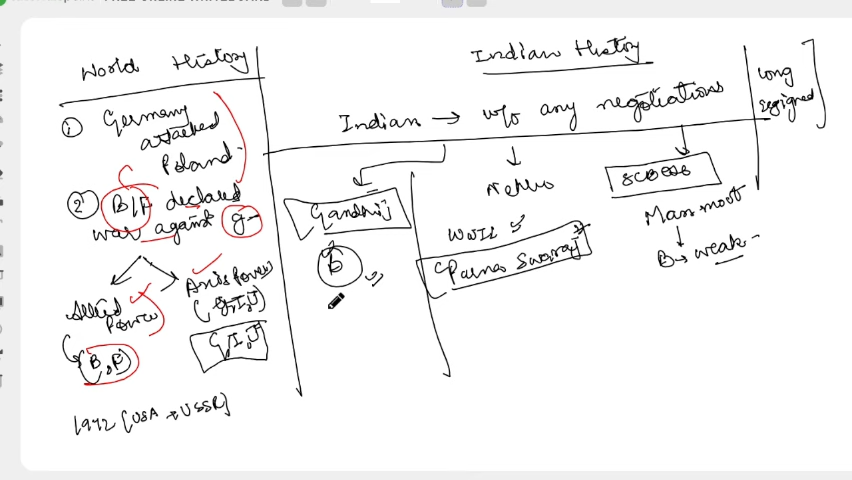 World History
① Germany
attacked
Poland
② B/F declared
war against G
Allied
Powers
B, F
Axis Powers
(G, I, J)
G, I, J
1942 [USA → USSR]
Indian History
Indian → w/o any negotiations
Cong
resigned
Gandhiji
B
Nehru
WWII
Purna Swaraj
SCBOSE
Mass movt
B → weak